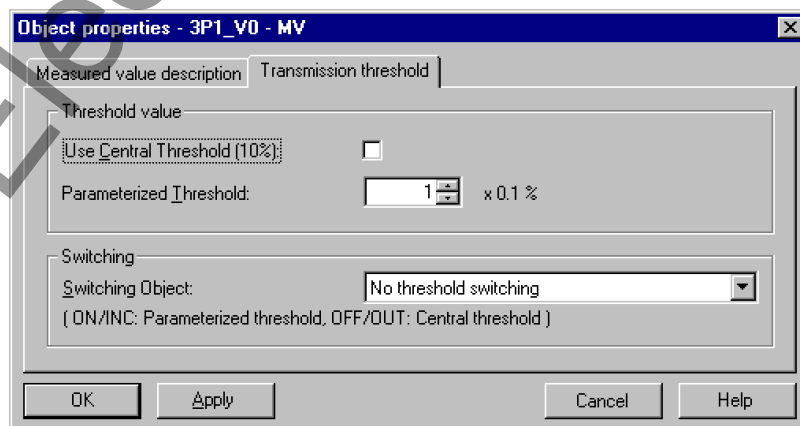 Object properties - 3P1_V0 - MV
Measured value description Transmission threshold
Threshold value
Use Central Threshold (10%):
Parameterized Threshold: 1 x 0.1 %
Switching
Switching Object: No threshold switching
( ON/INC: Parameterized threshold, OFF/OUT: Central threshold )
OK Apply Cancel Help